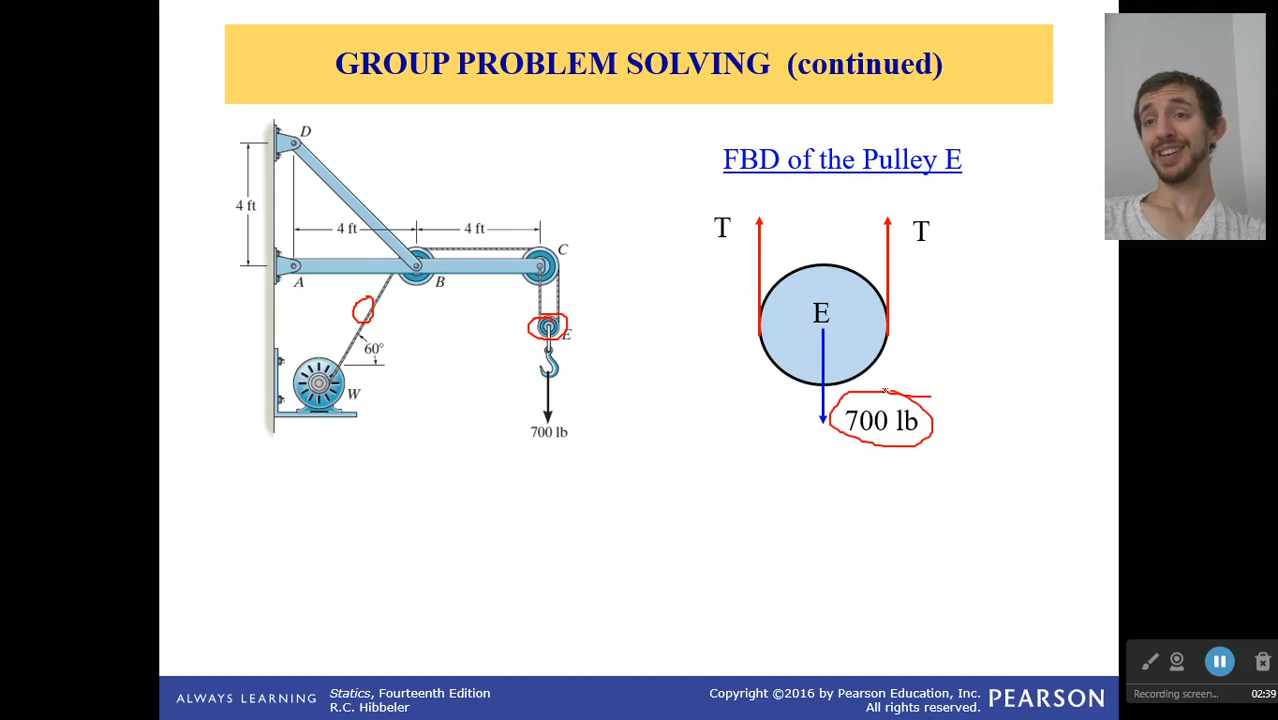 GROUP PROBLEM SOLVING (continued)
D
4 ft
4 ft
4 ft
C
A
B
E
60°
W
700 lb
FBD of the Pulley E
T
T
E
700 lb
ALWAYS LEARNING
Statics, Fourteenth Edition
R.C. Hibbeler
Copyright ©2016 by Pearson Education, Inc.
All rights reserved.
PEARSON
Recording screen...
02:39